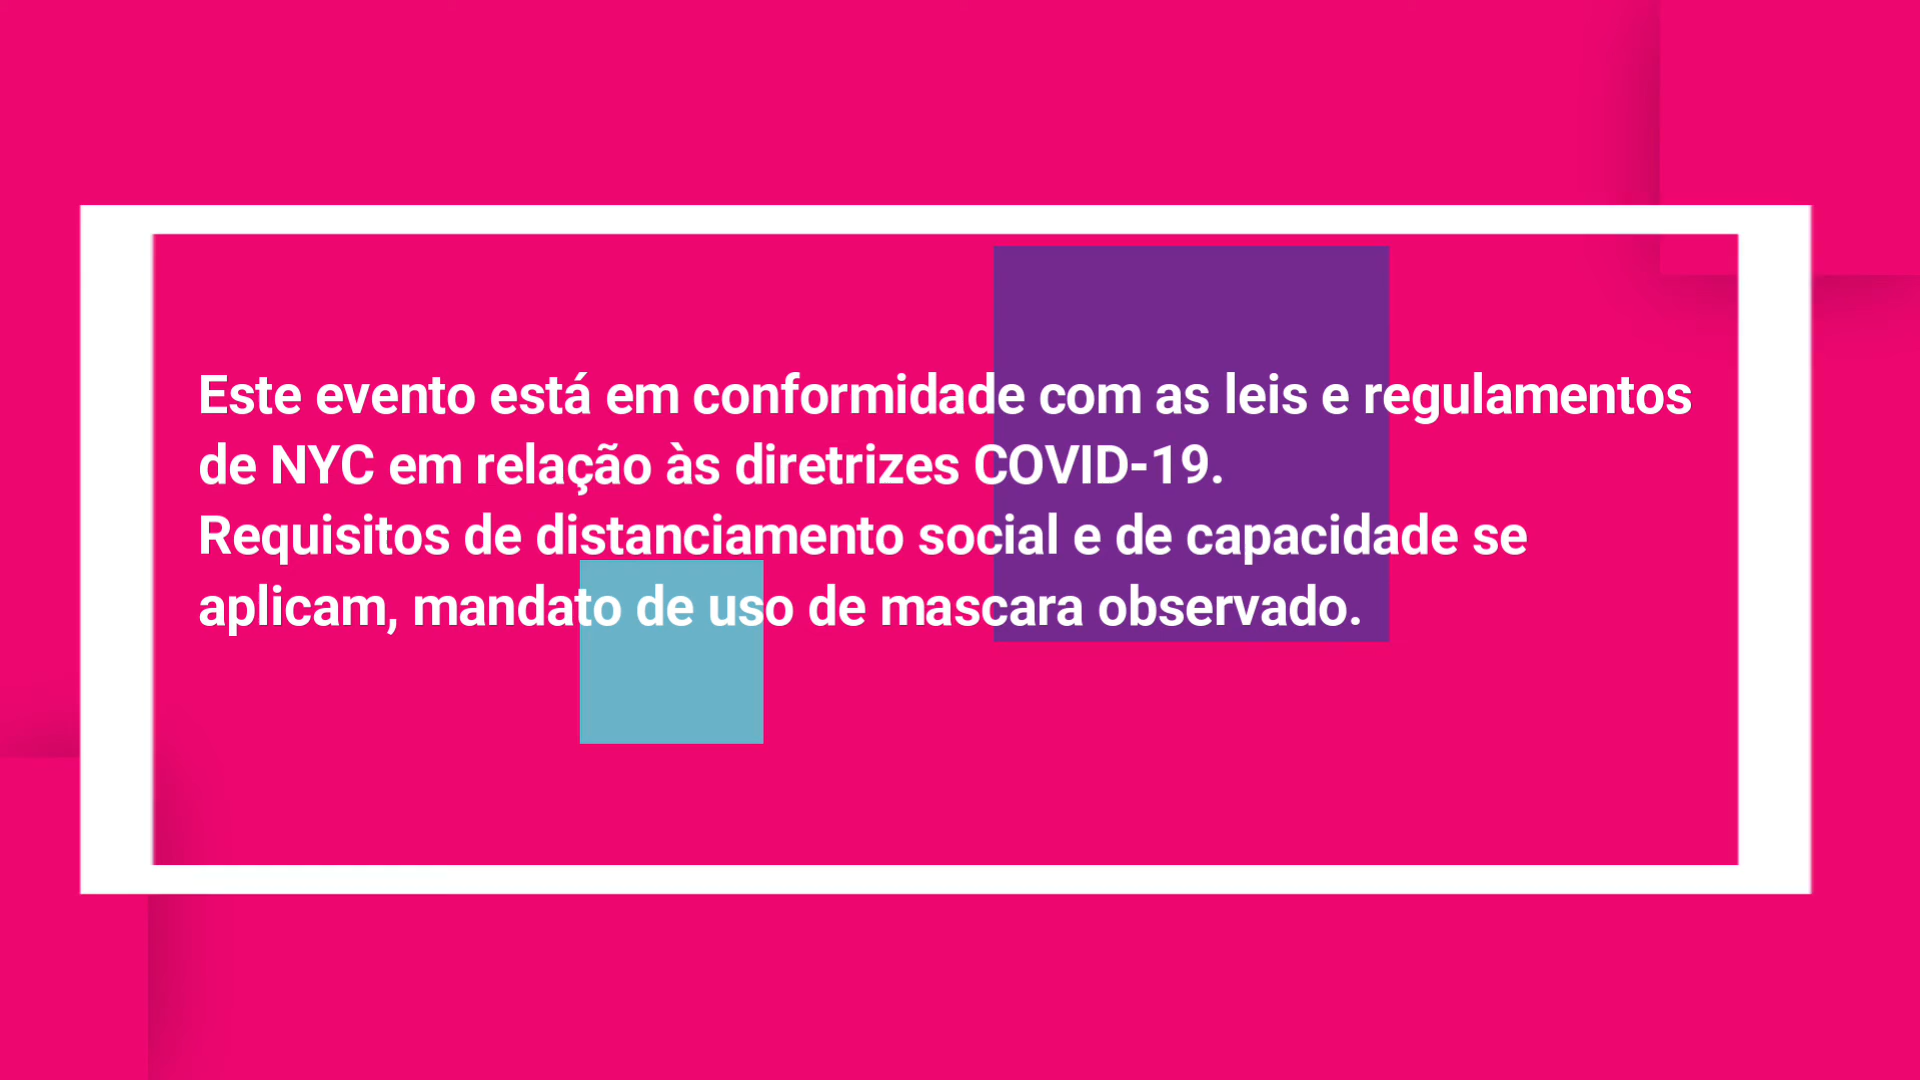 Este evento está em conformidade com as leis e regulamentos
de NYC em relação às diretrizes COVID-19.
Requisitos de distanciamento social e de capacidade se
aplicam, mandato de uso de mascara observado.